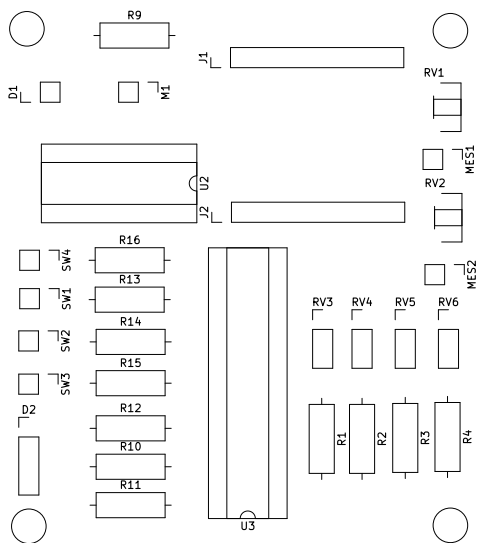 R9
J1
RV1
D1
M1
MES1
U2
RV2
J2
R16
SW4
MES2
R13
SW1
RV3
RV4
RV5
RV6
R14
SW2
R15
SW3
D2
R12
R1
R2
R3
R4
R10
R11
U3